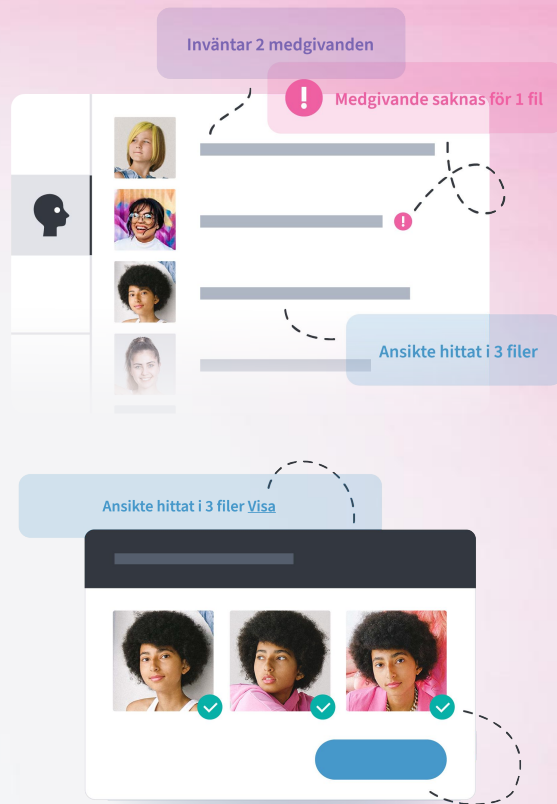 Inväntar 2 medgivanden
Medgivande saknas för 1 fil
Ansikte hittat i 3 filer
Ansikte hittat i 3 filer Visa